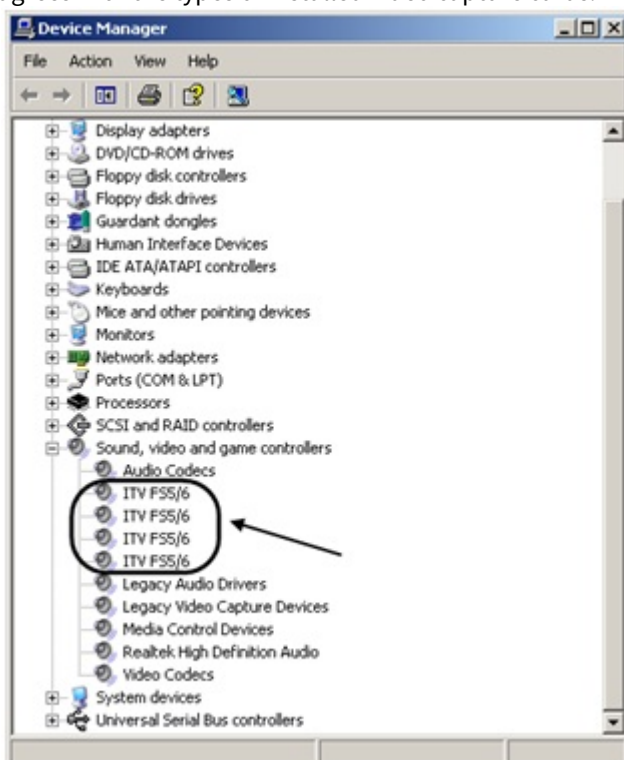 Device Manager
File Action View Help
Display adapters
DVD/CD-ROM drives
Floppy disk controllers
Floppy disk drives
Guardant dongles
Human Interface Devices
IDE ATA/ATAPI controllers
Keyboards
Mice and other pointing devices
Monitors
Network adapters
Ports (COM & LPT)
Processors
SCSI and RAID controllers
Sound, video and game controllers
Audio Codecs
ITV FS5/6
ITV FS5/6
ITV FS5/6
ITV FS5/6
Legacy Audio Drivers
Legacy Video Capture Devices
Media Control Devices
Realtek High Definition Audio
Video Codecs
System devices
Universal Serial Bus controllers